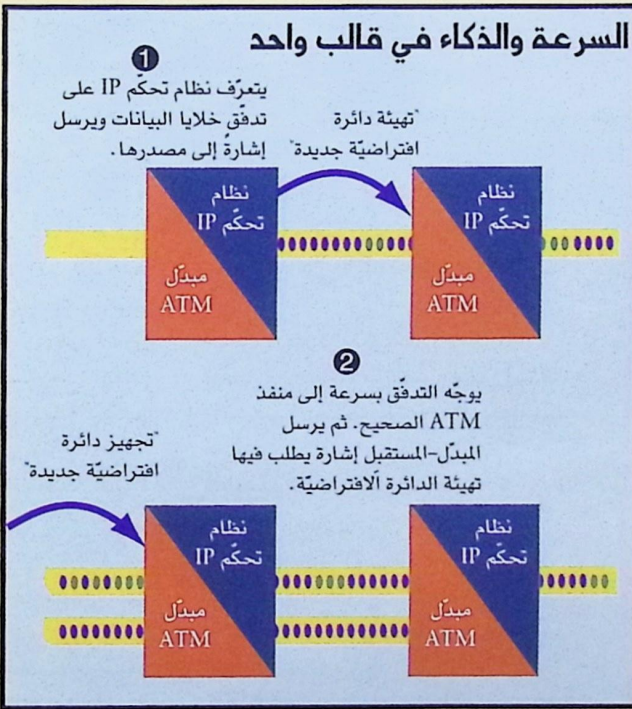 السرعة والذكاء في قالب واحد
❶
يتعرّف نظام تحكّم IP على
تدفّق خلايا البيانات ويرسل
إشارةً إلى مصدرها.
"تهيئة دائرة
افتراضيّة جديدة"
نظام
تحكّم IP
مبدّل
ATM
نظام
تحكّم IP
مبدّل
ATM
❷
يوجّه التدفّق بسرعة إلى منفذ
ATM الصحيح. ثم يرسل
المبدّل-المستقبل إشارة يطلب فيها
تهيئة الدائرة الافتراضيّة.
"تجهيز دائرة
افتراضيّة جديدة"
نظام
تحكّم IP
مبدّل
ATM
نظام
تحكّم IP
مبدّل
ATM